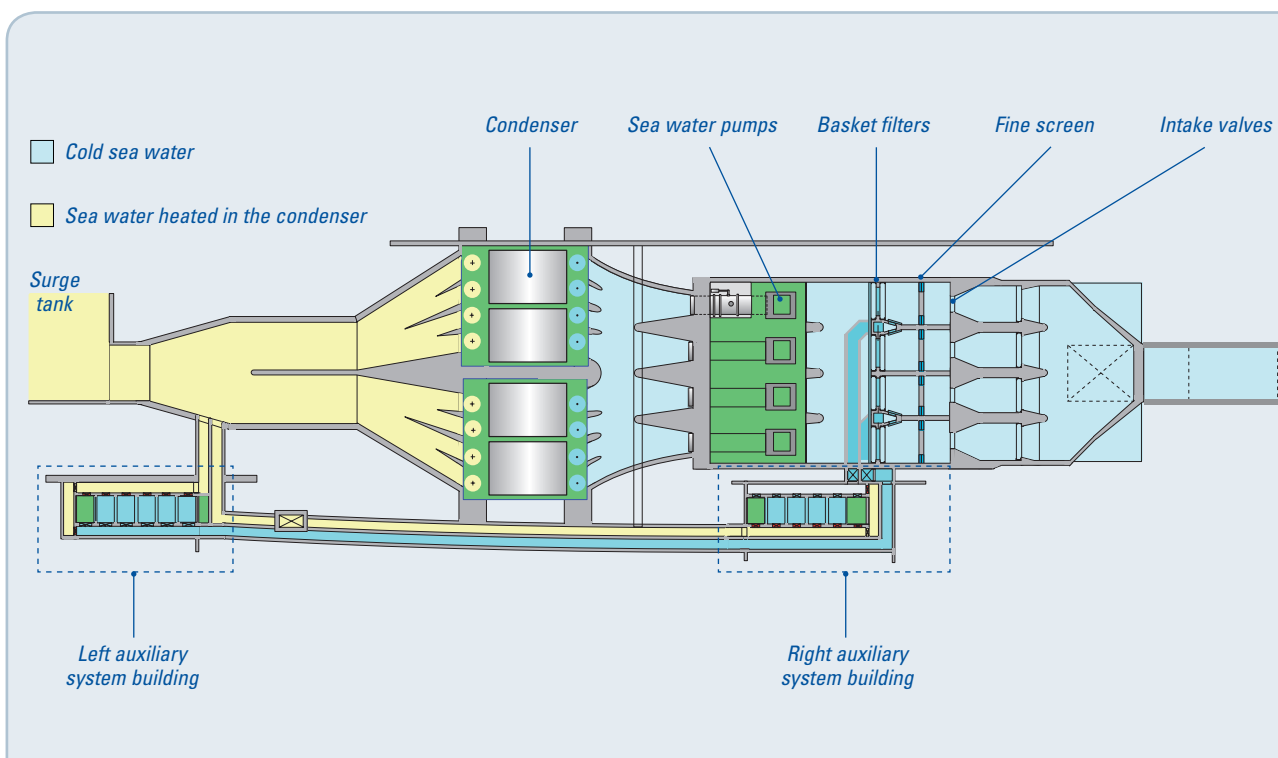 Condenser
Sea water pumps
Basket filters
Fine screen
Intake valves
Cold sea water
Sea water heated in the condenser
Surge
tank
Left auxiliary
system building
Right auxiliary
system building